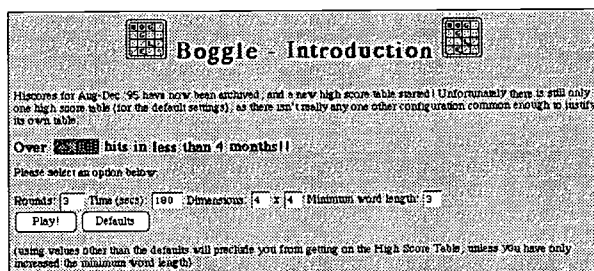 Boggle - Introduction
Hiscores for Aug-Dec '95 have now been archived, and a new high score table started! Unfortunately there is still only
one high score table (for the default settings), as there isn't really any one other configuration common enough to justify
its own table.
Over hits in less than 4 months!!
Please select an option below:
Rounds: 3 Time (secs): 180 Dimensions: 4 x 4 Minimum word length: 3
Play! Defaults
(using values other than the defaults will preclude you from getting on the High Score Table, unless you have only
increased the minimum word length)